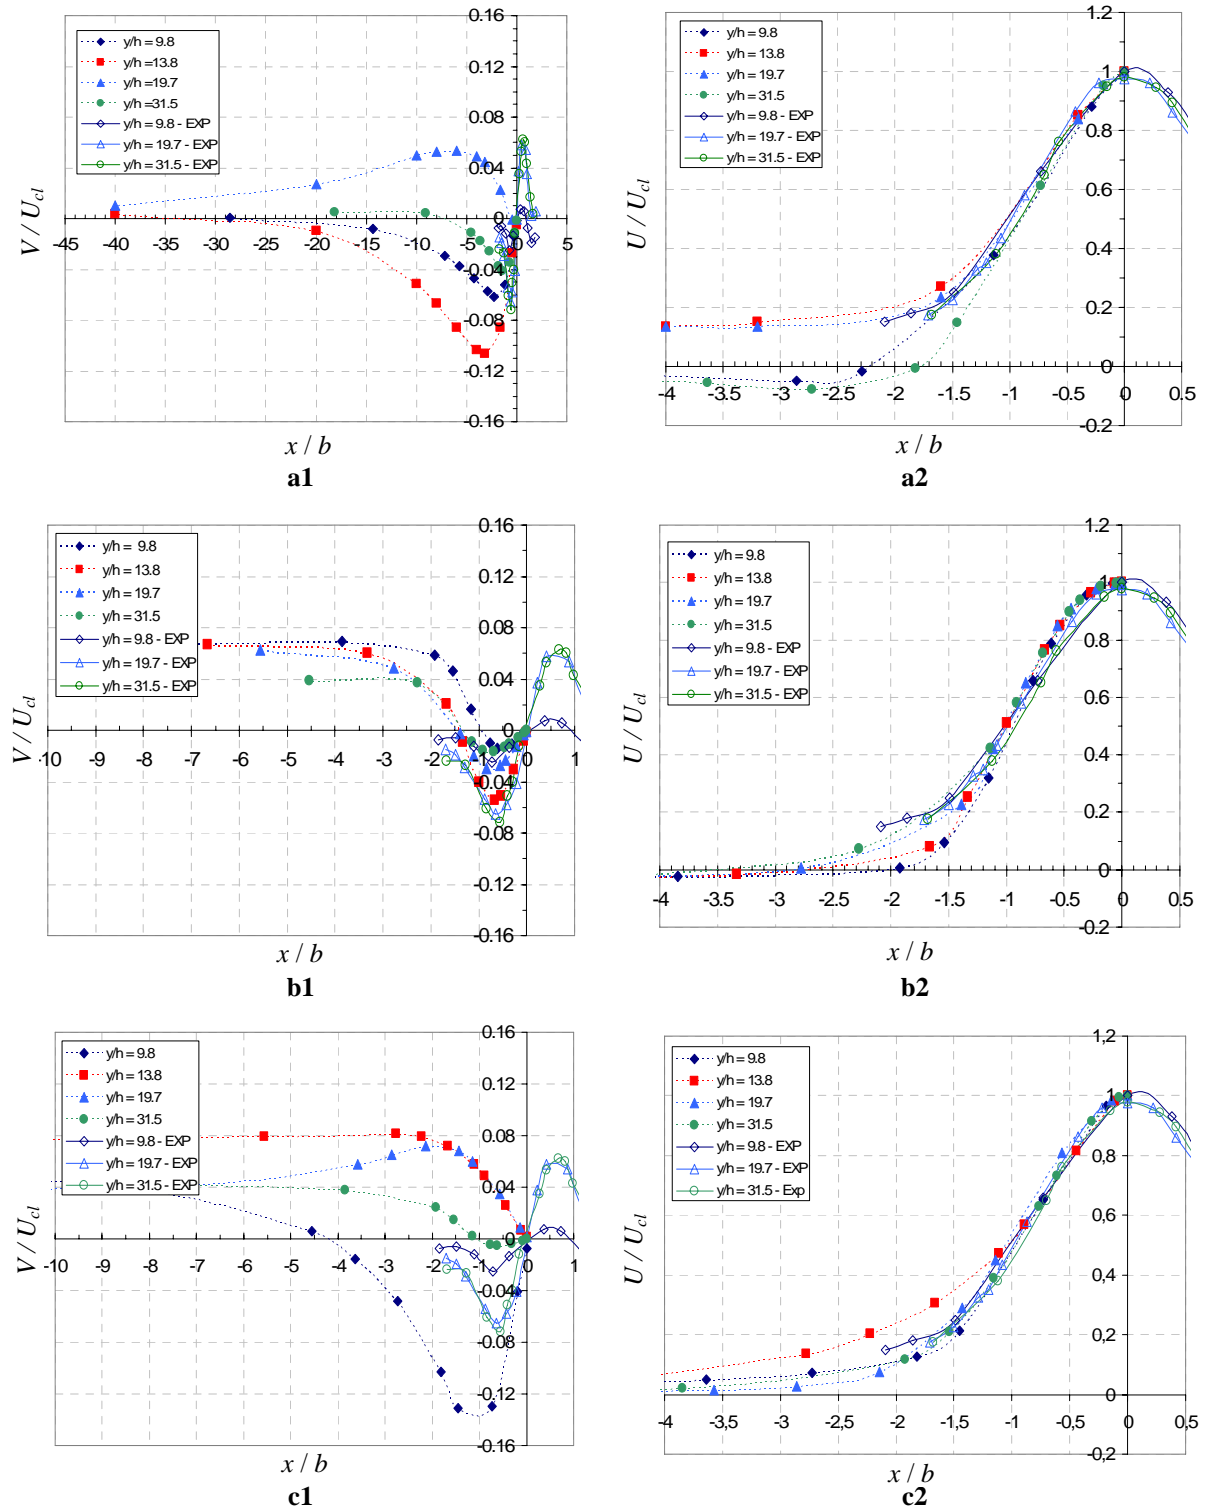 0.16
y/h = 9.8
y/h =13.8
y/h =19.7
y/h =31.5
y/h = 9.8 - EXP
y/h = 19.7 - EXP
y/h = 31.5 - EXP
0.12
0.08
0.04
0
-45 -40 -35 -30 -25 -20 -15 -10 -5 0 5
-0.04
-0.08
-0.12
-0.16
V / U_cl
x / b
a1
1.2
y/h = 9.8
y/h = 13.8
y/h = 19.7
y/h = 31.5
y/h = 9.8 - EXP
y/h = 19.7 - EXP
y/h = 31.5 - EXP
1
0.8
0.6
0.4
0.2
0
-4 -3.5 -3 -2.5 -2 -1.5 -1 -0.5 0 0.5
-0.2
U / U_cl
x / b
a2
0.16
y/h = 9.8
y/h = 13.8
y/h = 19.7
y/h = 31.5
y/h = 9.8 - EXP
y/h = 19.7 - EXP
y/h = 31.5 - EXP
0.12
0.08
0.04
0
-10 -9 -8 -7 -6 -5 -4 -3 -2 -1 0 1
-0.04
-0.08
-0.12
-0.16
V / U_cl
x / b
b1
1.2
y/h = 9.8
y/h = 13.8
y/h = 19.7
y/h = 31.5
y/h = 9.8 - EXP
y/h = 19.7 - EXP
y/h = 31.5 - EXP
1
0.8
0.6
0.4
0.2
0
-4 -3.5 -3 -2.5 -2 -1.5 -1 -0.5 0 0.5
-0.2
U / U_cl
x / b
b2
0.16
y/h = 9.8
y/h = 13.8
y/h = 19.7
y/h = 31.5
y/h = 9.8 - EXP
y/h = 19.7 - EXP
y/h = 31.5 - EXP
0.12
0.08
0.04
0
-10 -9 -8 -7 -6 -5 -4 -3 -2 -1 0 1
-0.04
-0.08
-0.12
-0.16
V / U_cl
x / b
c1
1,2
y/h = 9.8
y/h = 13.8
y/h = 19.7
y/h = 31.5
y/h = 9.8 - EXP
y/h = 19.7 - EXP
y/h = 31.5 - Exp
1
0,8
0,6
0,4
0,2
0
-4 -3,5 -3 -2,5 -2 -1,5 -1 -0,5 0 0,5
-0,2
U / U_cl
x / b
c2